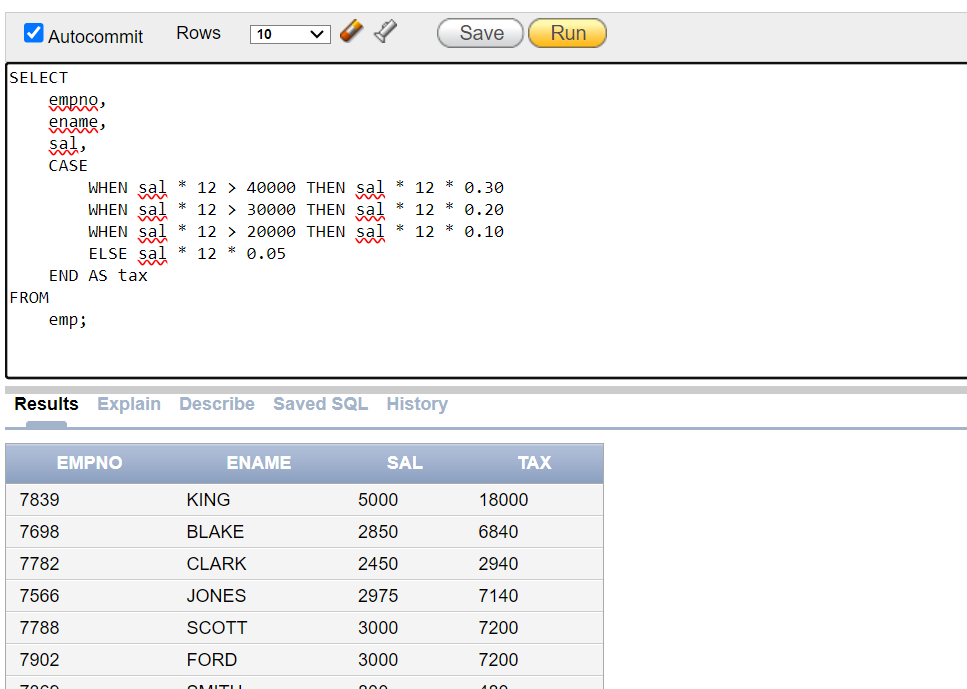 Autocommit Rows 10 Save Run
SELECT
empno,
ename,
sal,
CASE
WHEN sal * 12 > 40000 THEN sal * 12 * 0.30
WHEN sal * 12 > 30000 THEN sal * 12 * 0.20
WHEN sal * 12 > 20000 THEN sal * 12 * 0.10
ELSE sal * 12 * 0.05
END AS tax
FROM
emp;
Results Explain Describe Saved SQL History
EMPNO ENAME SAL TAX
7839 KING 5000 18000
7698 BLAKE 2850 6840
7782 CLARK 2450 2940
7566 JONES 2975 7140
7788 SCOTT 3000 7200
7902 FORD 3000 7200